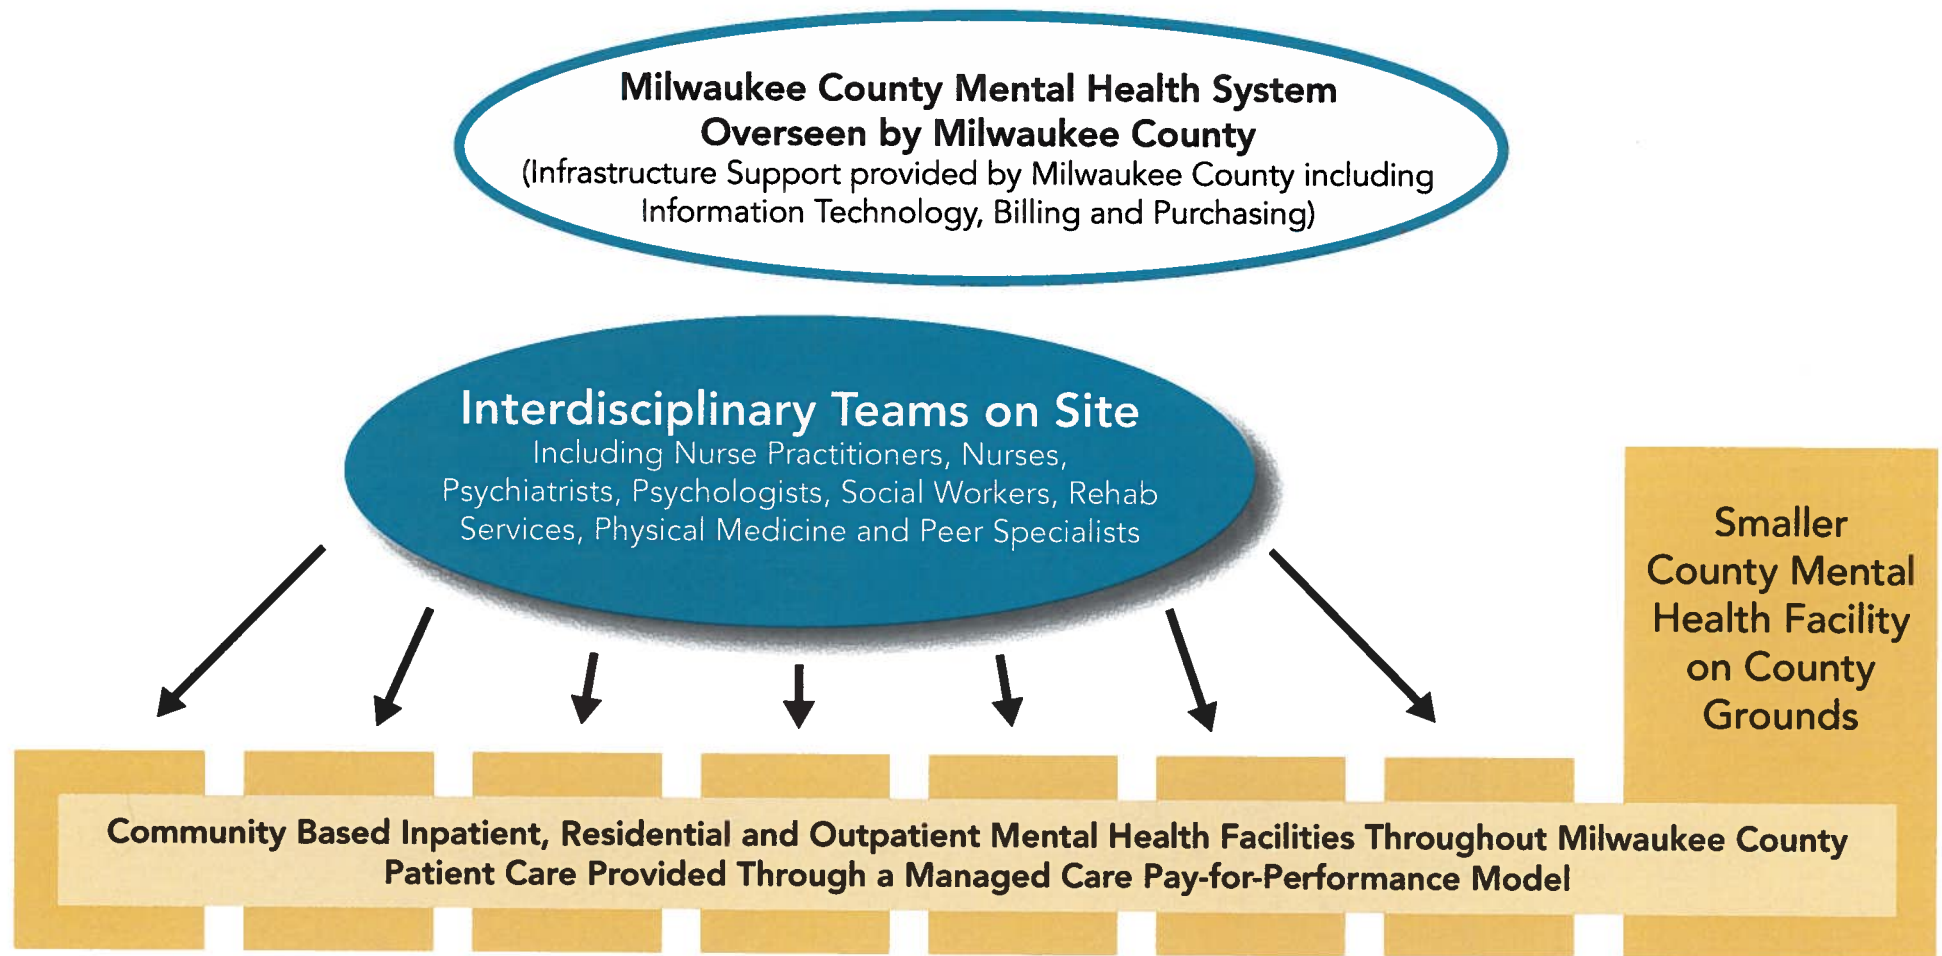 Milwaukee County Mental Health System
Overseen by Milwaukee County
(Infrastructure Support provided by Milwaukee County including
Information Technology, Billing and Purchasing)
Interdisciplinary Teams on Site
Including Nurse Practitioners, Nurses,
Psychiatrists, Psychologists, Social Workers, Rehab
Services, Physical Medicine and Peer Specialists
Smaller
County Mental
Health Facility
on County
Grounds
Community Based Inpatient, Residential and Outpatient Mental Health Facilities Throughout Milwaukee County
Patient Care Provided Through a Managed Care Pay-for-Performance Model